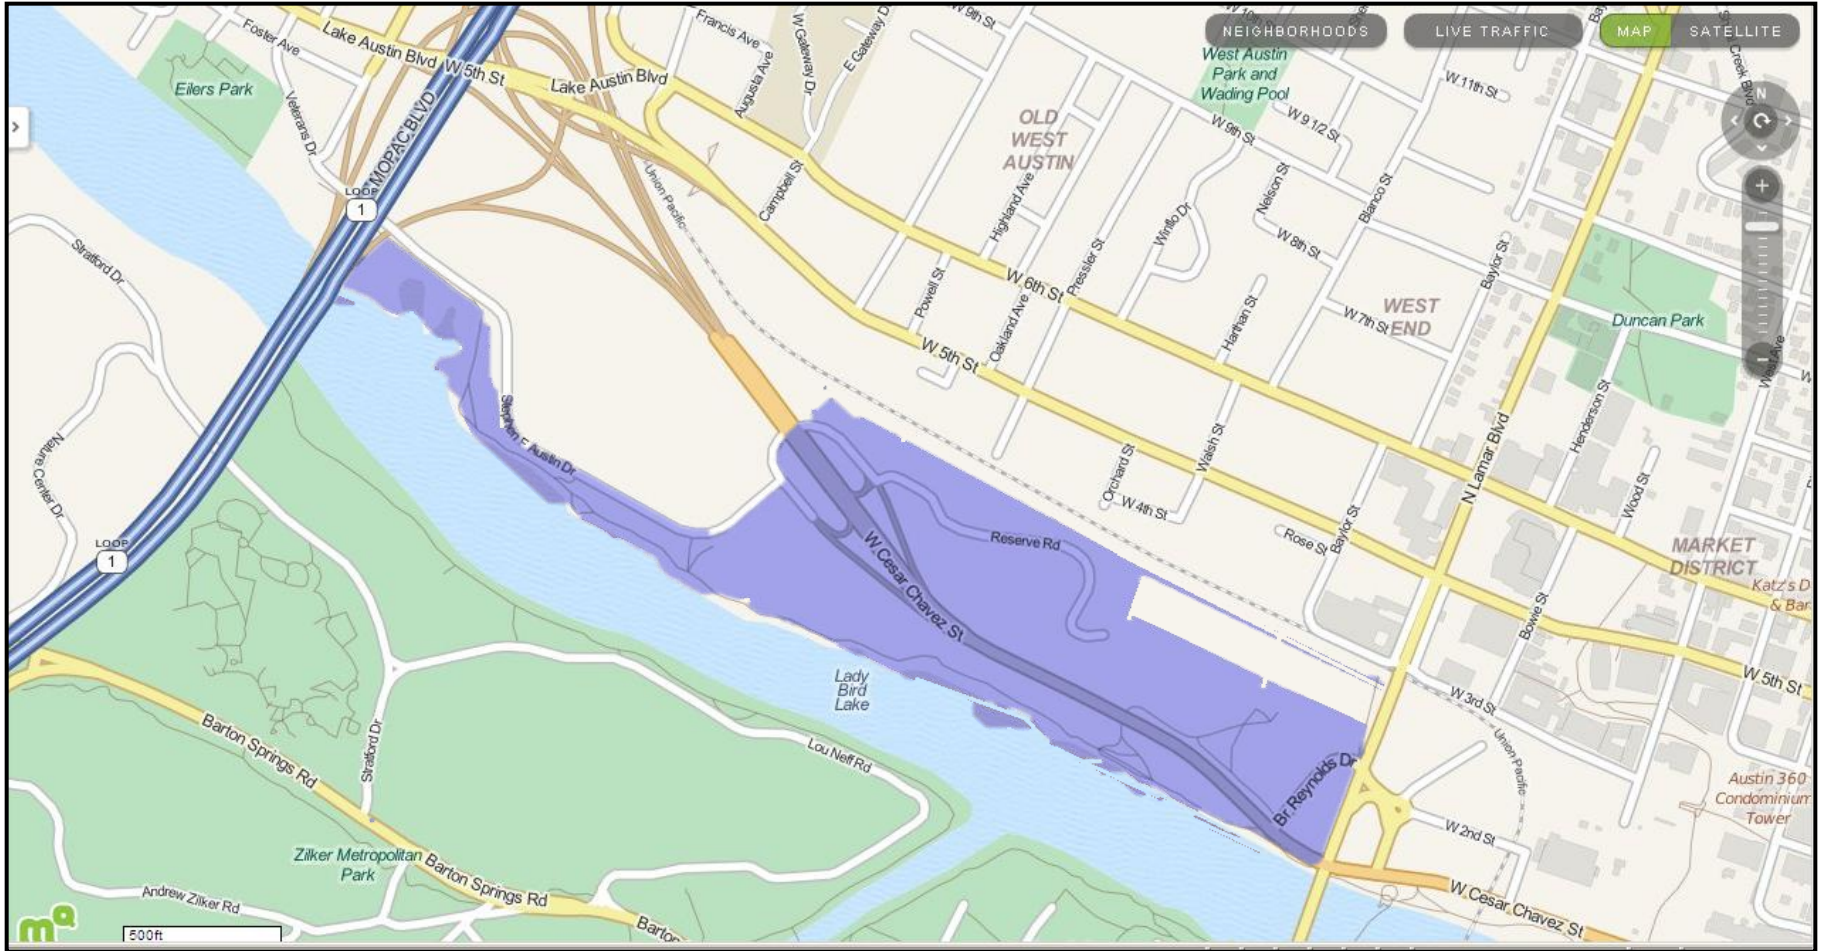 Foster Ave
Lake Austin Blvd
W 5th St
Lake Austin Blvd
Francis Ave
Augusta Ave
W Gateway Dr
E Gateway D
W 9th St
W 10th St
NEIGHBORHOODS
LIVE TRAFFIC
MAP
SATELLITE
Creek Blvd
N
Eilers Park
Veterans Dr
MOPAC BLVD
LOOP
1
Union Pacific
Campbell St
OLD
WEST
AUSTIN
West Austin
Park and
Wading Pool
W 11th St
W 9 1/2 St
W 9th St
Highland Ave
Winflo Dr
Nelson St
Blanco St
W 8th St
Baylor St
Stratford Dr
Powell St
Pressler St
W 6th St
Oakland Ave
Harthan St
W 7th St
WEST
END
Duncan Park
West Ave
W
W 5th St
Henderson St
Stephen F Austin Dr
Nature Center Dr
Orchard St
Walsh St
W 4th St
N Lamar Blvd
Wood St
Baylor St
Rose St
Reserve Rd
W Cesar Chavez St
LOOP
1
MARKET
DISTRICT
Katz's D
& Bar
Bowie St
W 5th St
Lady
Bird
Lake
W 3rd St
Union Pacific
Stratford Dr
Barton Springs Rd
Lou Neff Rd
Br Reynolds Dr
Austin 360
Condominium
Tower
W 2nd St
Zilker Metropolitan
Park
Barton Springs Rd
Andrew Zilker Rd
Barton
W Cesar Chavez St
mq
500ft